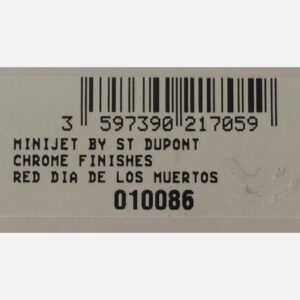 3 597390 217059
MINIJET BY ST DUPONT
CHROME FINISHES
RED DIA DE LOS MUERTOS
010086